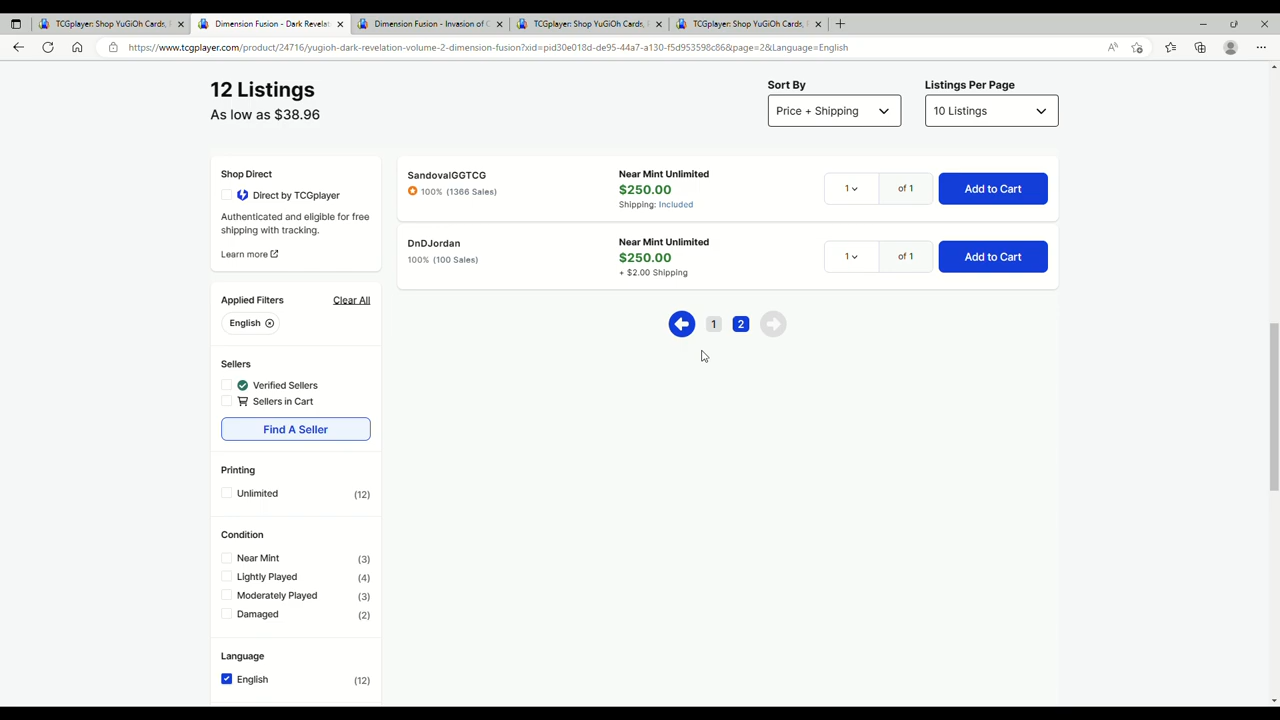 TCGplayer: Shop YuGiOh Cards,
Dimension Fusion - Dark Revelat
Dimension Fusion - Invasion of C
TCGplayer: Shop YuGiOh Cards,
TCGplayer: Shop YuGiOh Cards,
https://www.tcgplayer.com/product/24716/yugioh-dark-revelation-volume-2-dimension-fusion?xid=pid30e018d-de95-44a7-a130-f5d953598c86&page=2&Language=English
12 Listings
As low as $38.96
Sort By
Price + Shipping
Listings Per Page
10 Listings
Shop Direct
Direct by TCGplayer
Authenticated and eligible for free
shipping with tracking.
Learn more
Applied Filters
Clear All
English
Sellers
Verified Sellers
Sellers in Cart
Find A Seller
Printing
Unlimited (12)
Condition
Near Mint (3)
Lightly Played (4)
Moderately Played (3)
Damaged (2)
Language
English (12)
SandovalGGTCG
100% (1366 Sales)
Near Mint Unlimited
$250.00
Shipping: Included
1 of 1
Add to Cart
DnDJordan
100% (100 Sales)
Near Mint Unlimited
$250.00
+ $2.00 Shipping
1 of 1
Add to Cart
1 2